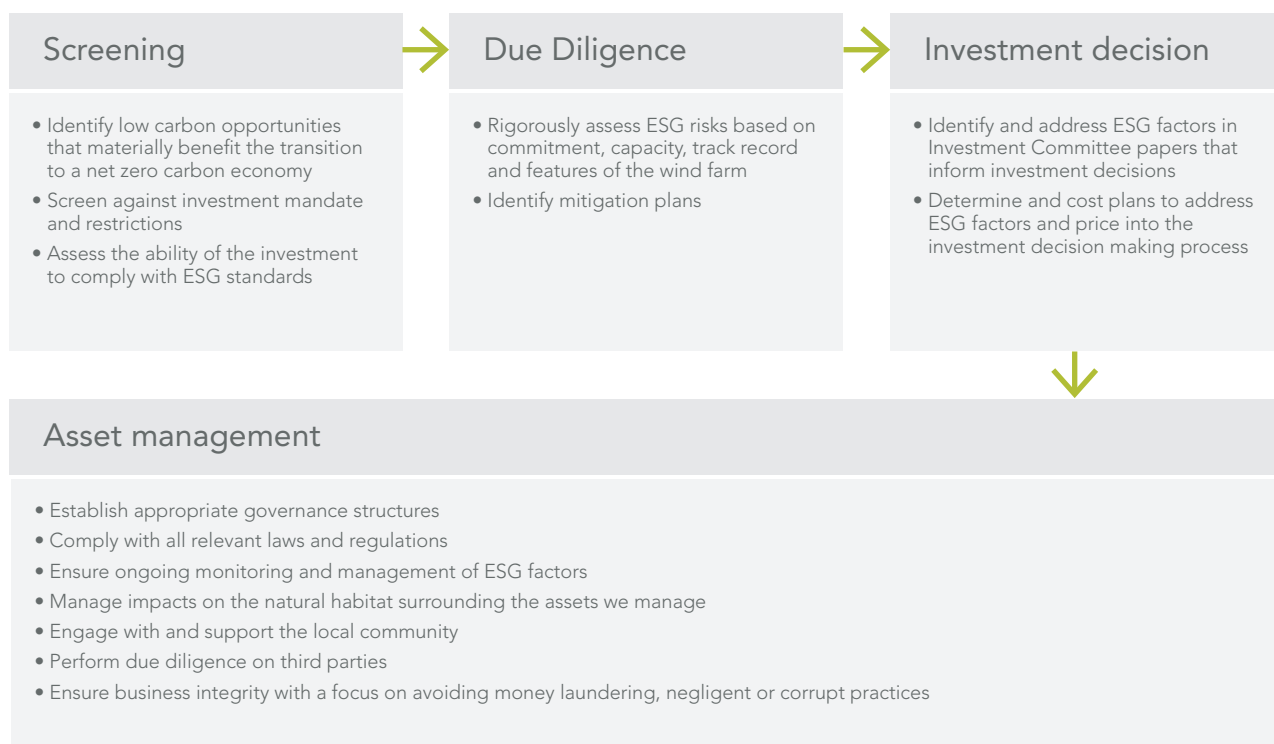 Screening
• Identify low carbon opportunities
that materially benefit the transition
to a net zero carbon economy
• Screen against investment mandate
and restrictions
• Assess the ability of the investment
to comply with ESG standards
Due Diligence
• Rigorously assess ESG risks based on
commitment, capacity, track record
and features of the wind farm
• Identify mitigation plans
Investment decision
• Identify and address ESG factors in
Investment Committee papers that
inform investment decisions
• Determine and cost plans to address
ESG factors and price into the
investment decision making process
Asset management
• Establish appropriate governance structures
• Comply with all relevant laws and regulations
• Ensure ongoing monitoring and management of ESG factors
• Manage impacts on the natural habitat surrounding the assets we manage
• Engage with and support the local community
• Perform due diligence on third parties
• Ensure business integrity with a focus on avoiding money laundering, negligent or corrupt practices